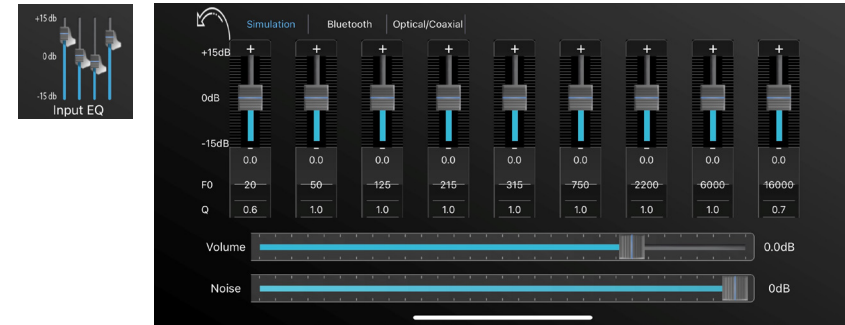 +15 db
0 db
-15 db
Input EQ
Simulation Bluetooth Optical/Coaxial
+15dB + + + + + + + + +
0dB
-15dB
0.0 0.0 0.0 0.0 0.0 0.0 0.0 0.0 0.0
F0 20 50 125 215 315 750 2200 6000 16000
Q 0.6 1.0 1.0 1.0 1.0 1.0 1.0 1.0 0.7
Volume 0.0dB
Noise 0dB